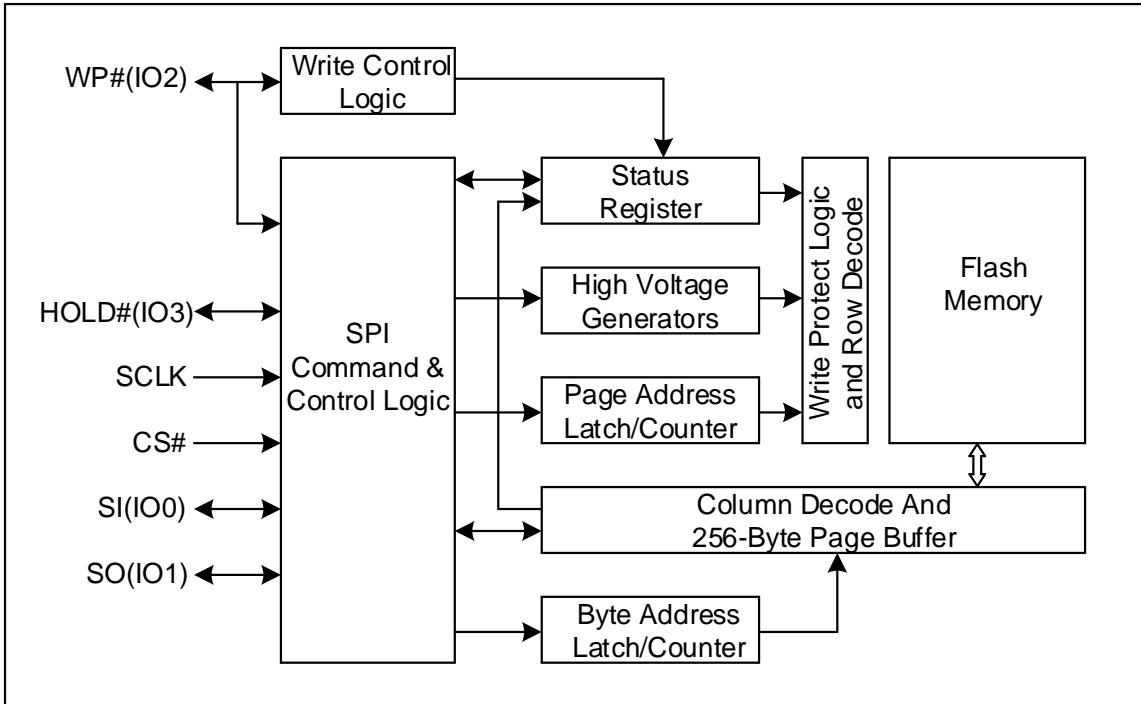 WP#(IO2)
Write Control
Logic
Status
Register
HOLD#(IO3)
SCLK
CS#
SI(IO0)
SO(IO1)
SPI
Command &
Control Logic
High Voltage
Generators
Page Address
Latch/Counter
Write Protect Logic
and Row Decode
Flash
Memory
Column Decode And
256-Byte Page Buffer
Byte Address
Latch/Counter